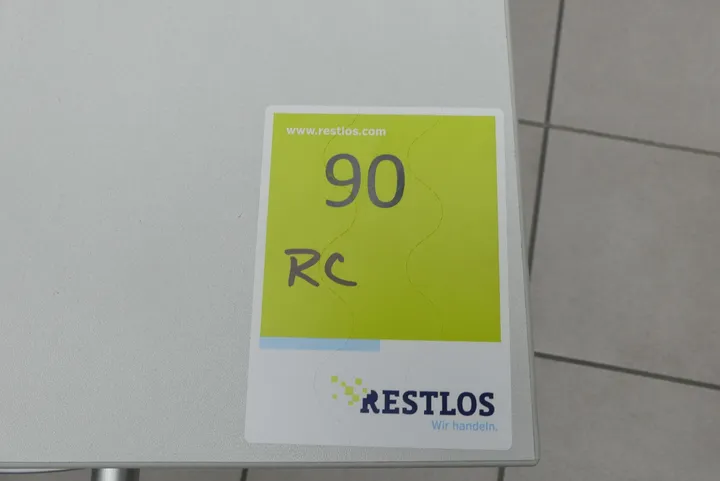 www.restlos.com
90
RC
RESTLOS
Wir handeln.